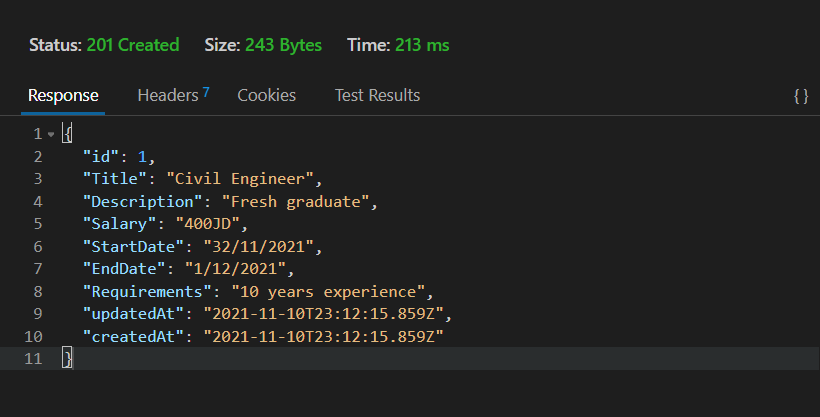 Status: 201 Created Size: 243 Bytes Time: 213 ms
Response Headers 7 Cookies Test Results { }
1 {
2 "id": 1,
3 "Title": "Civil Engineer",
4 "Description": "Fresh graduate",
5 "Salary": "400JD",
6 "StartDate": "32/11/2021",
7 "EndDate": "1/12/2021",
8 "Requirements": "10 years experience",
9 "updatedAt": "2021-11-10T23:12:15.859Z",
10 "createdAt": "2021-11-10T23:12:15.859Z"
11 }